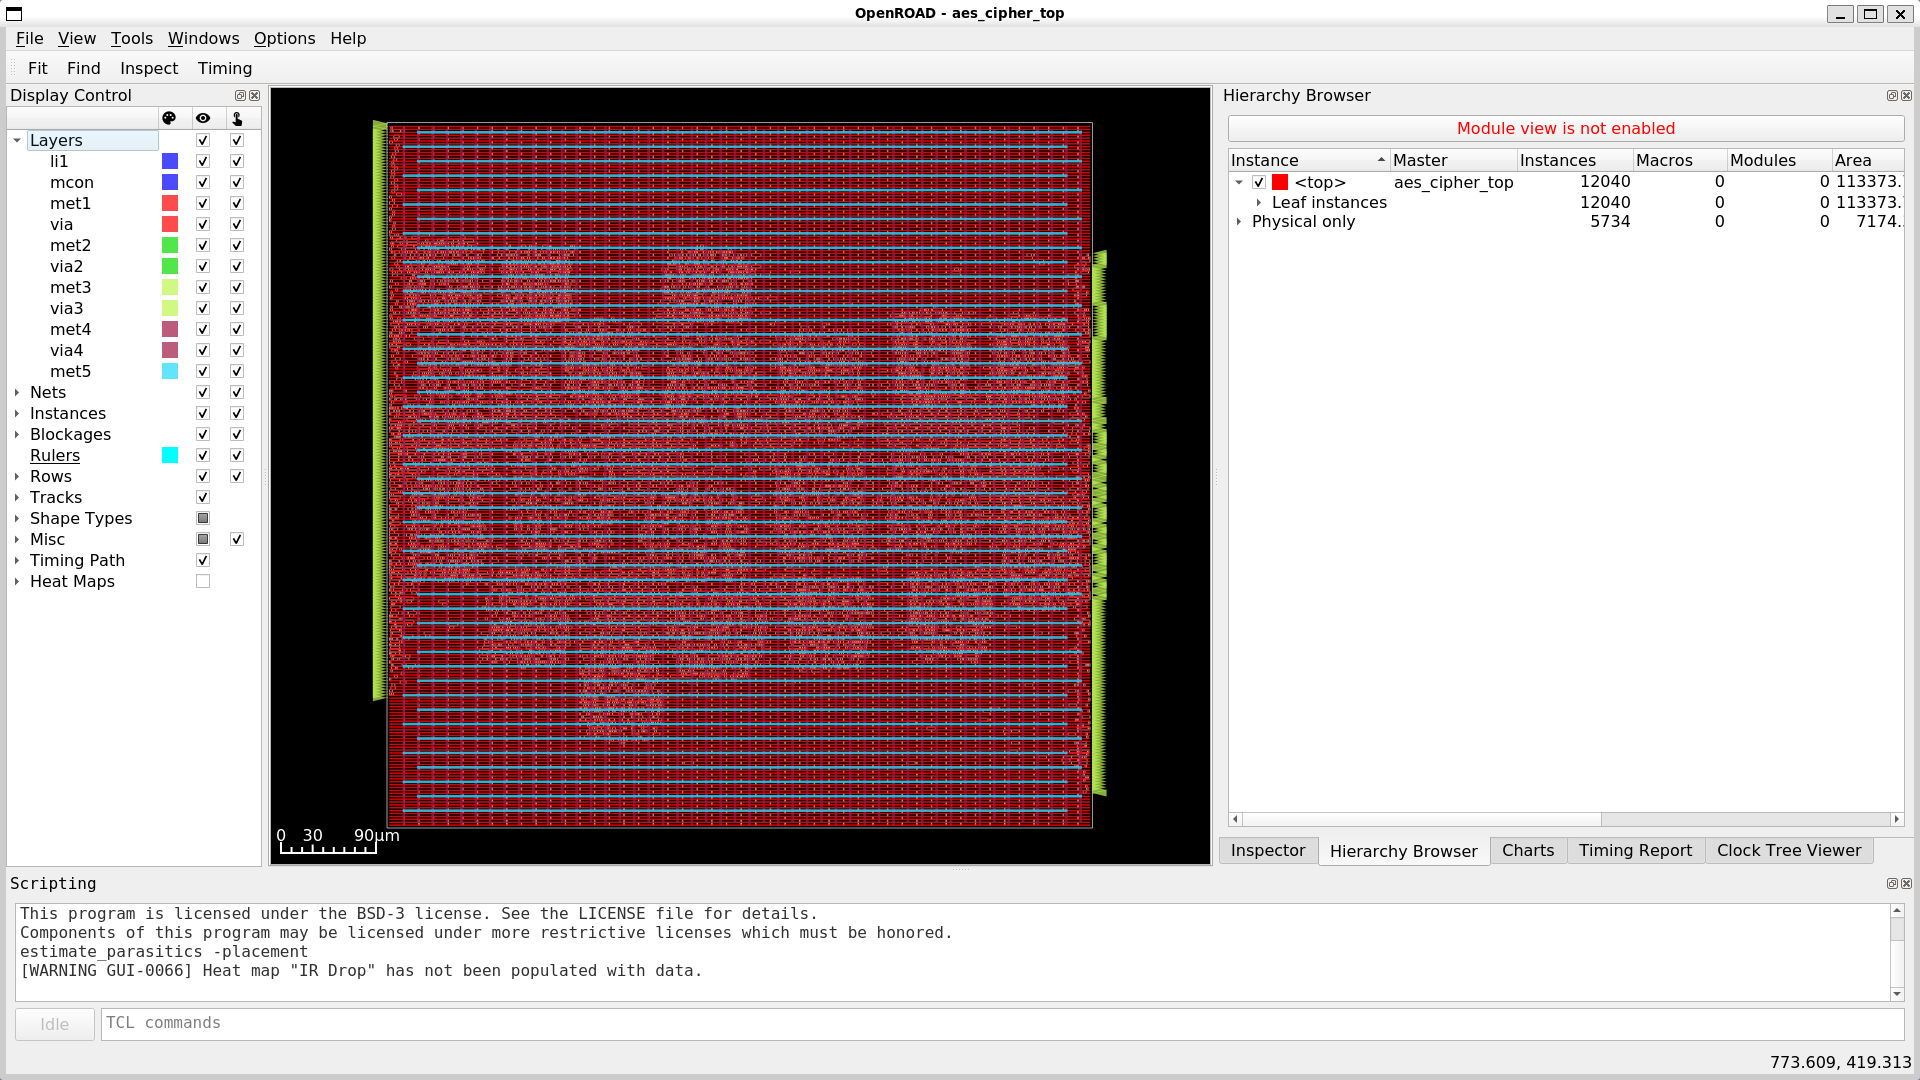 OpenROAD - aes_cipher_top
File View Tools Windows Options Help
Fit Find Inspect Timing
Display Control
Layers
li1
mcon
met1
via
met2
via2
met3
via3
met4
via4
met5
Nets
Instances
Blockages
Rulers
Rows
Tracks
Shape Types
Misc
Timing Path
Heat Maps
0 30 90μm
Hierarchy Browser
Module view is not enabled
Instance Master Instances Macros Modules Area
<top> aes_cipher_top 12040 0 0 113373.
Leaf instances 12040 0 0 113373.
Physical only 5734 0 0 7174.
Inspector Hierarchy Browser Charts Timing Report Clock Tree Viewer
Scripting
This program is licensed under the BSD-3 license. See the LICENSE file for details.
Components of this program may be licensed under more restrictive licenses which must be honored.
estimate_parasitics -placement
[WARNING GUI-0066] Heat map "IR Drop" has not been populated with data.
Idle TCL commands
773.609, 419.313